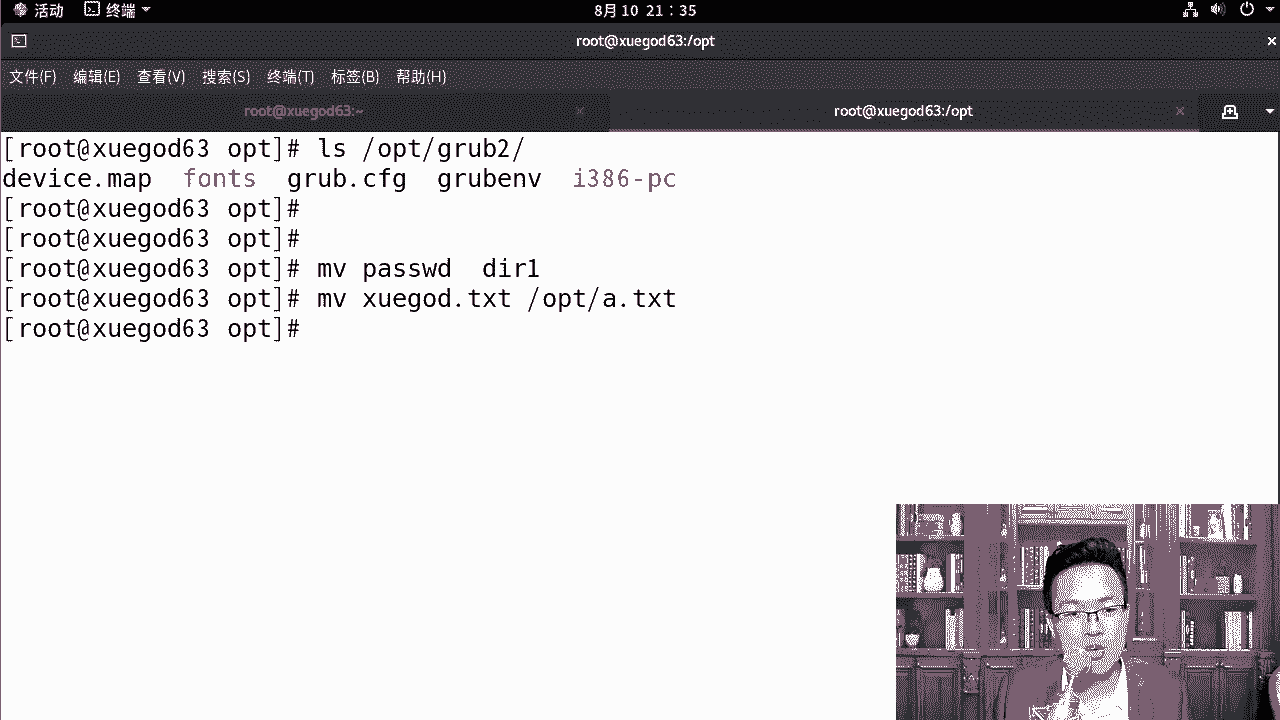 活动 终端 8月10 21：35
root@xuegod63:/opt
文件(F) 编辑(E) 查看(V) 搜索(S) 终端(T) 标签(B) 帮助(H)
root@xuegod63:~ root@xuegod63:/opt
[root@xuegod63 opt]# ls /opt/grub2/
device.map fonts grub.cfg grubenv i386-pc
[root@xuegod63 opt]#
[root@xuegod63 opt]#
[root@xuegod63 opt]# mv passwd dir1
[root@xuegod63 opt]# mv xuegod.txt /opt/a.txt
[root@xuegod63 opt]#